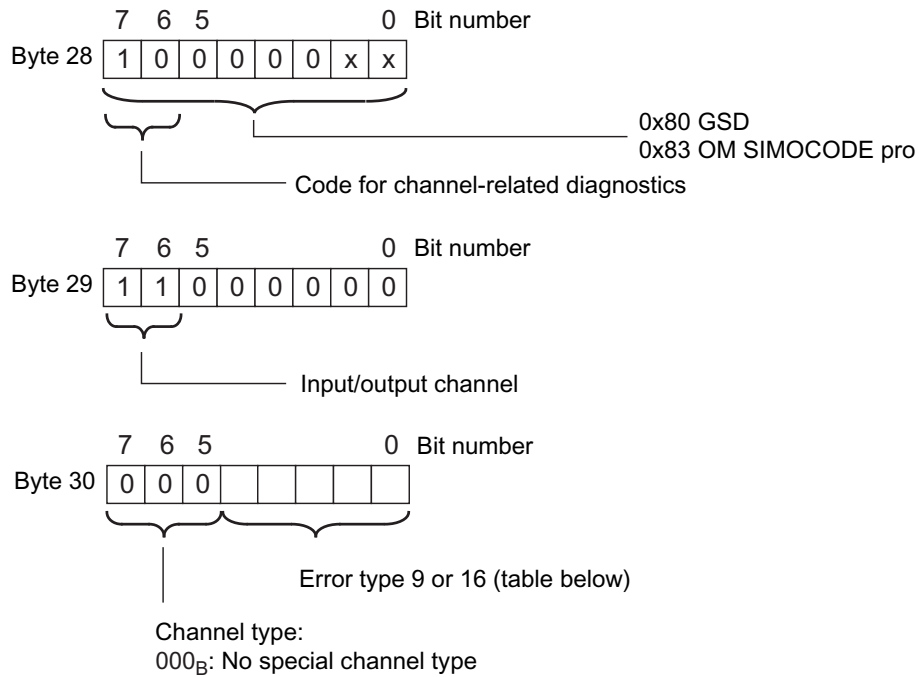 7 6 5 0 Bit number
Byte 28 1 0 0 0 0 0 x x
0x80 GSD
0x83 OM SIMOCODE pro
Code for channel-related diagnostics
7 6 5 0 Bit number
Byte 29 1 1 0 0 0 0 0 0
Input/output channel
7 6 5 0 Bit number
Byte 30 0 0 0
Error type 9 or 16 (table below)
Channel type:
000B: No special channel type